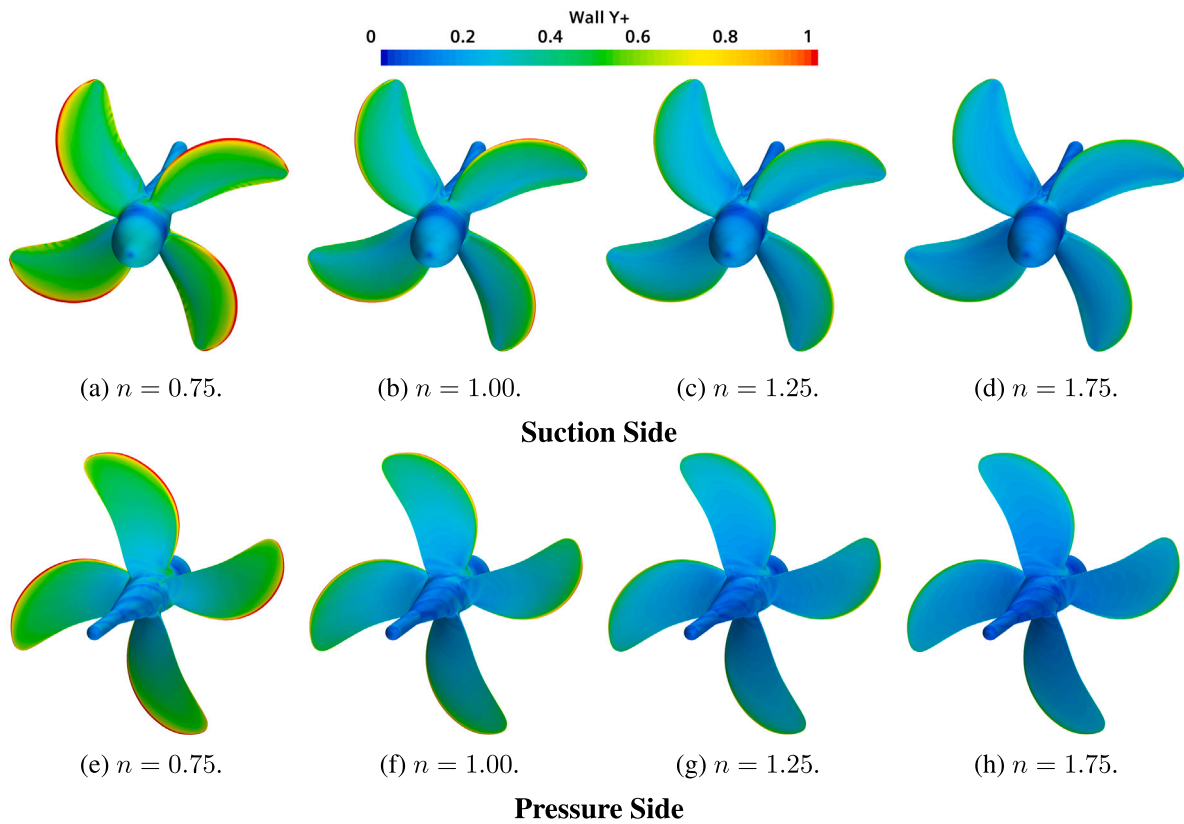 Wall Y+
0 0.2 0.4 0.6 0.8 1
(a) n = 0.75. (b) n = 1.00. (c) n = 1.25. (d) n = 1.75.
Suction Side
(e) n = 0.75. (f) n = 1.00. (g) n = 1.25. (h) n = 1.75.
Pressure Side